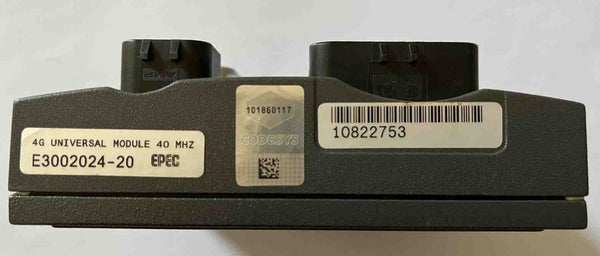 4G UNIVERSAL MODULE 40 MHZ
E3002024-20 EPEC
101860117
CODESYS
10822753